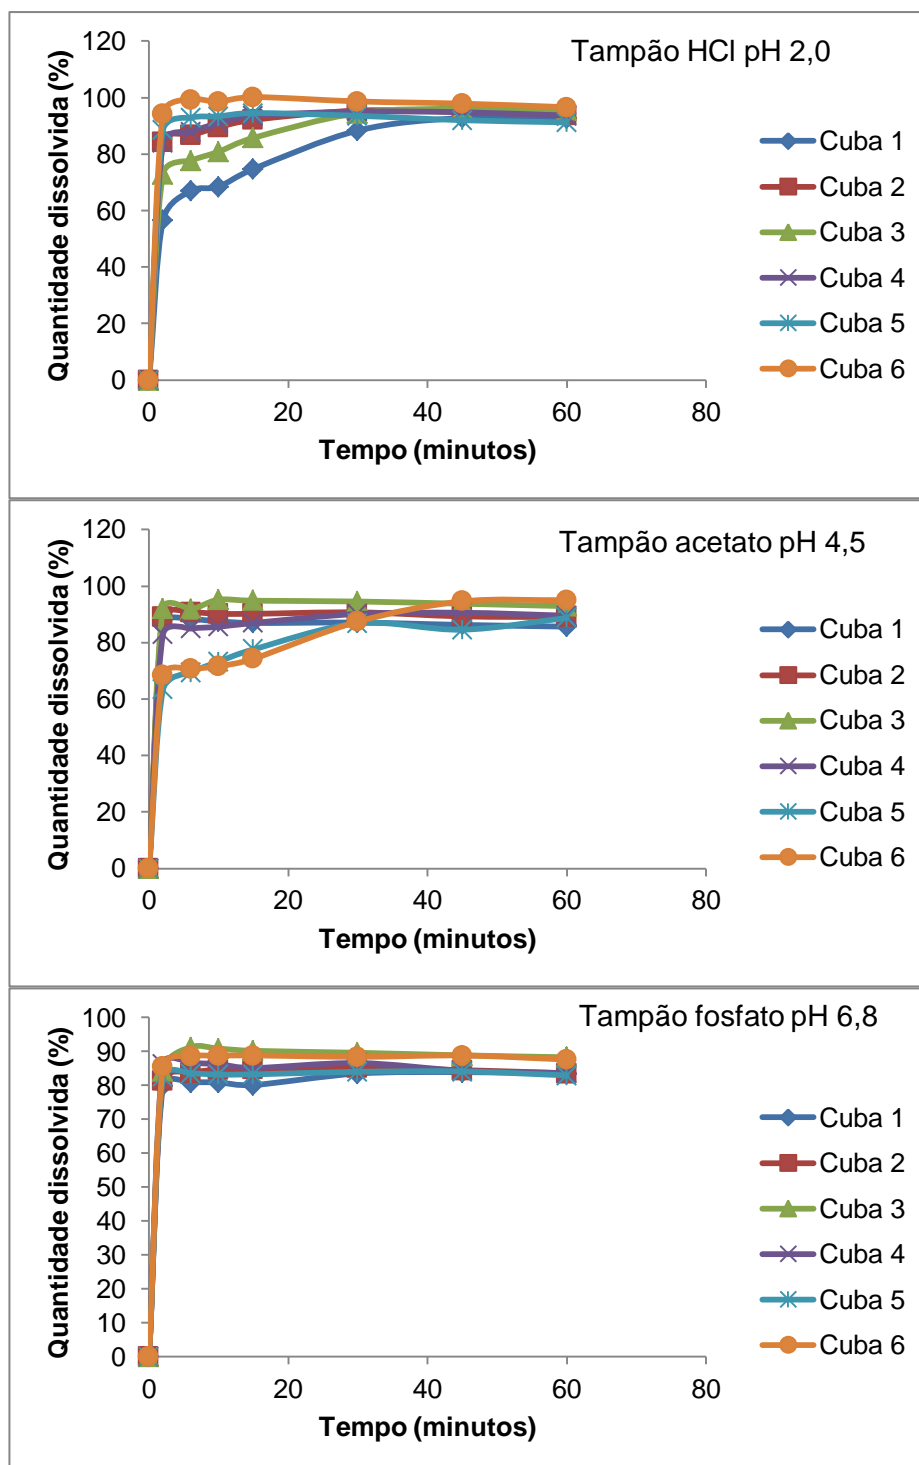 Tampão HCl pH 2,0
Quantidade dissolvida (%)
120
100
80
60
40
20
0
0 20 40 60 80
Tempo (minutos)
Cuba 1
Cuba 2
Cuba 3
Cuba 4
Cuba 5
Cuba 6
Tampão acetato pH 4,5
Quantidade dissolvida (%)
120
100
80
60
40
20
0
0 20 40 60 80
Tempo (minutos)
Cuba 1
Cuba 2
Cuba 3
Cuba 4
Cuba 5
Cuba 6
Tampão fosfato pH 6,8
Quantidade dissolvida (%)
100
90
80
70
60
50
40
30
20
10
0
0 20 40 60 80
Tempo (minutos)
Cuba 1
Cuba 2
Cuba 3
Cuba 4
Cuba 5
Cuba 6